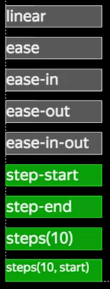 linear
ease
ease-in
ease-out
ease-in-out
step-start
step-end
steps(10)
steps(10, start)